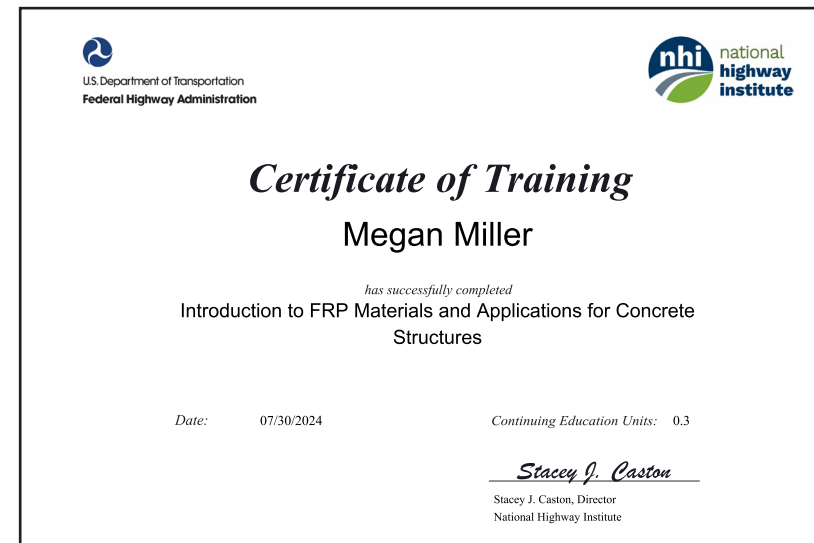 U.S. Department of Transportation
Federal Highway Administration
nhi national
highway
institute
Certificate of Training
Megan Miller
has successfully completed
Introduction to FRP Materials and Applications for Concrete
Structures
Date: 07/30/2024 Continuing Education Units: 0.3
Stacey J. Caston
Stacey J. Caston, Director
National Highway Institute